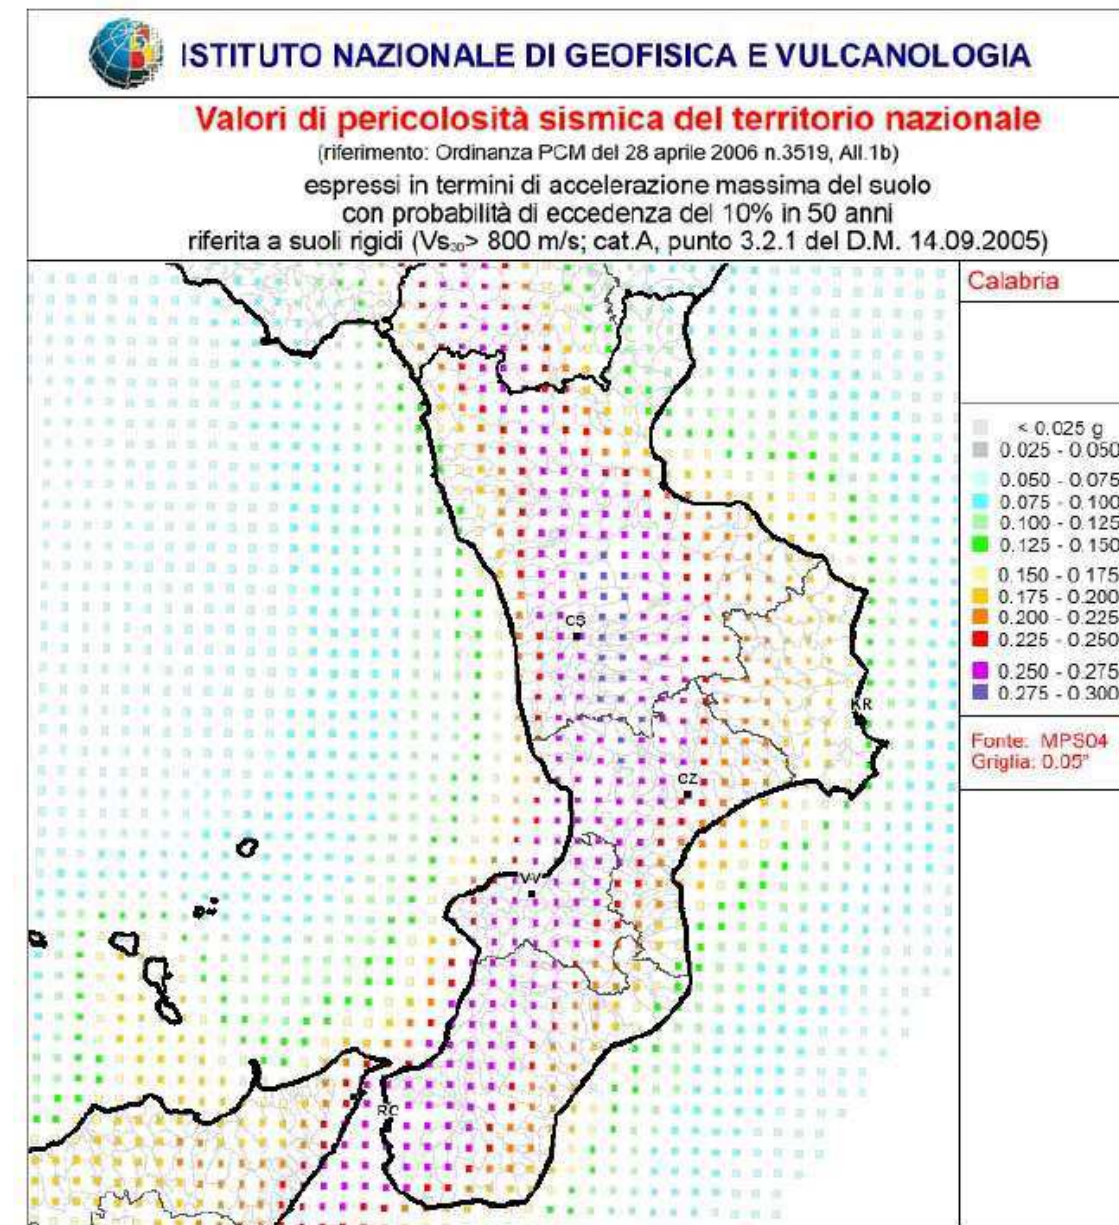 ISTITUTO NAZIONALE DI GEOFISICA E VULCANOLOGIA
Valori di pericolosità sismica del territorio nazionale
(riferimento: Ordinanza PCM del 28 aprile 2006 n.3519, All.1b)
espressi in termini di accelerazione massima del suolo
con probabilità di eccedenza del 10% in 50 anni
riferita a suoli rigidi (Vs₃₀> 800 m/s; cat.A, punto 3.2.1 del D.M. 14.09.2005)
Calabria
< 0.025 g
0.025 - 0.050
0.050 - 0.075
0.075 - 0.100
0.100 - 0.125
0.125 - 0.150
0.150 - 0.175
0.175 - 0.200
0.200 - 0.225
0.225 - 0.250
0.250 - 0.275
0.275 - 0.300
Fonte: MPS04
Griglia: 0.05°
CS
KR
CZ
VV
RC